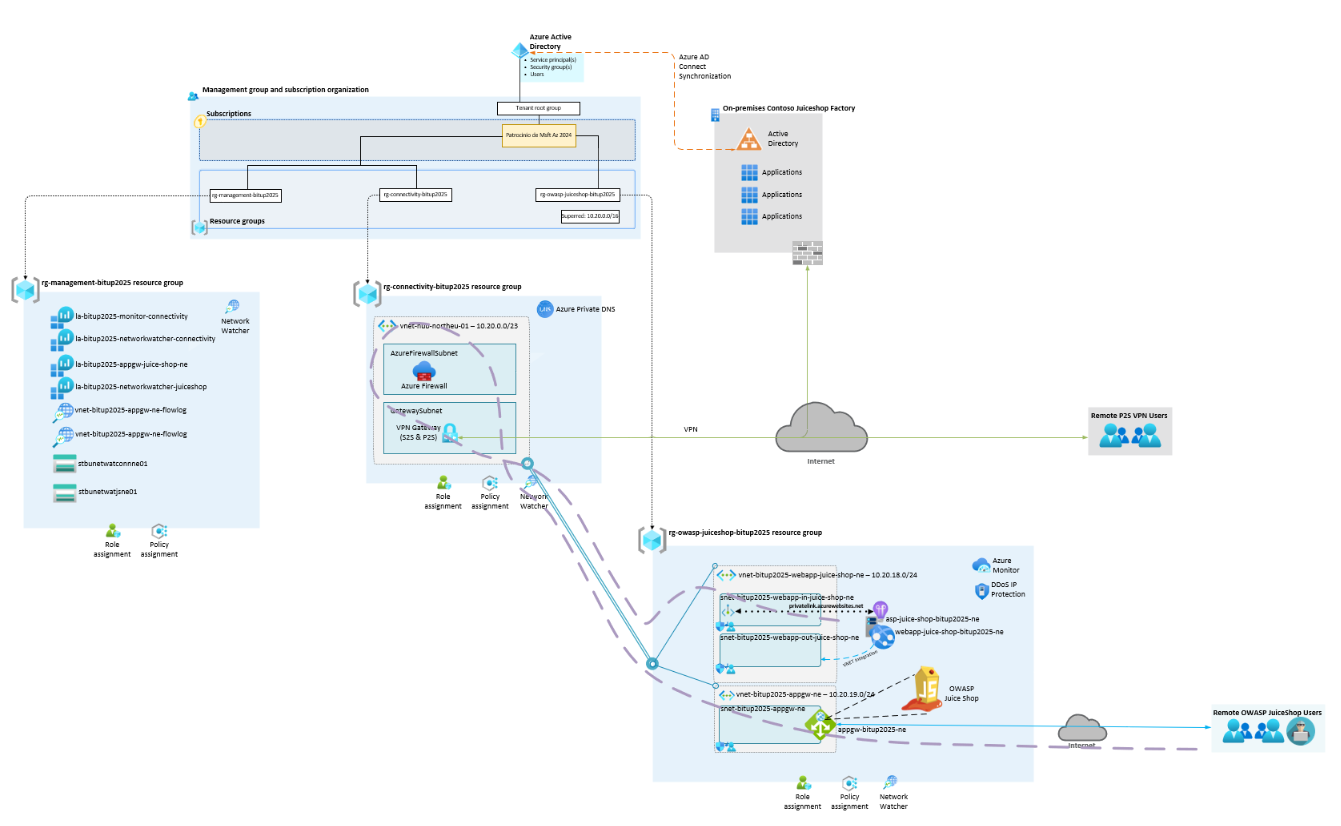 Azure Active
Directory
• Service principal(s)
• Security group(s)
• Users
Azure AD
Connect
Synchronization
Management group and subscription organization
Subscriptions
Tenant root group
Patrocinio de Msft Az 2024
rg-management-bitup2025
rg-connectivity-bitup2025
rg-owasp-juiceshop-bitup2025
Superred: 10.20.0.0/16
Resource groups
On-premises Contoso Juiceshop Factory
Active
Directory
Applications
Applications
Applications
rg-management-bitup2025 resource group
la-bitup2025-monitor-connectivity
la-bitup2025-networkwatcher-connectivity
la-bitup2025-appgw-juice-shop-ne
la-bitup2025-networkwatcher-juiceshop
vnet-bitup2025-appgw-ne-flowlog
vnet-bitup2025-appgw-ne-flowlog
stbunetwatconnne01
stbunetwatjsne01
Network
Watcher
Role
assignment
Policy
assignment
rg-connectivity-bitup2025 resource group
Azure Private DNS
vnet-hub-northeu-01 – 10.20.0.0/23
AzureFirewallSubnet
Azure Firewall
GatewaySubnet
VPN Gateway
(S2S & P2S)
Role
assignment
Policy
assignment
Network
Watcher
VPN
Internet
Remote P2S VPN Users
rg-owasp-juiceshop-bitup2025 resource group
Azure
Monitor
DDoS IP
Protection
vnet-bitup2025-webapp-juice-shop-ne – 10.20.18.0/24
snet-bitup2025-webapp-in-juice-shop-ne
privatelink.azurewebsites.net
asp-juice-shop-bitup2025-ne
webapp-juice-shop-bitup2025-ne
snet-bitup2025-webapp-out-juice-shop-ne
VNET Integration
vnet-bitup2025-appgw-ne – 10.20.19.0/24
snet-bitup2025-appgw-ne
appgw-bitup2025-ne
JS
OWASP
Juice Shop
Internet
Remote OWASP JuiceShop Users
Role
assignment
Policy
assignment
Network
Watcher